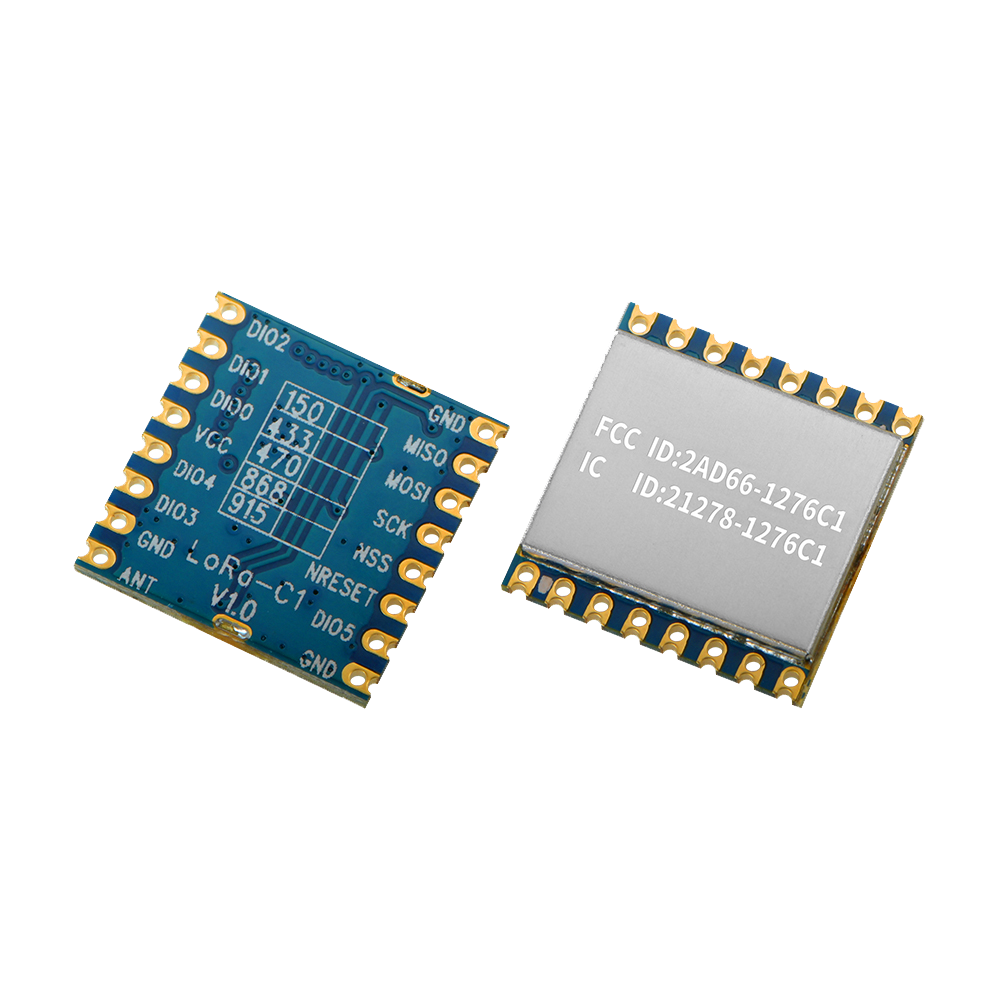 DIO2
DIO1
DIO0
VCC
DIO4
DIO3
GND
ANT
150
433
470
868
915
LoRa-C1
V1.0
GND
MISO
MOSI
SCK
NSS
NRESET
DIO5
GND
FCC ID:2AD66-1276C1
IC ID:21278-1276C1